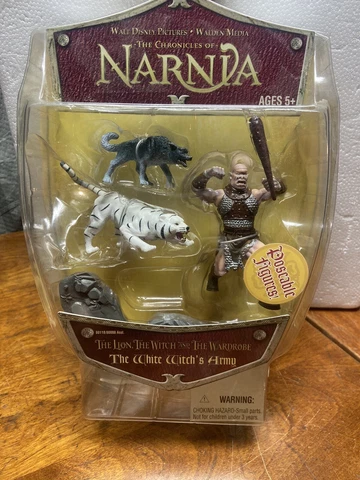 Walt Disney Pictures • Walden Media
The Chronicles of
NARNIA
AGES 5+
Poseable
Figures!
The Lion, The Witch and The Wardrobe
The White Witch's Army
WARNING:
CHOKING HAZARD-Small parts.
Not for children under 3 years.